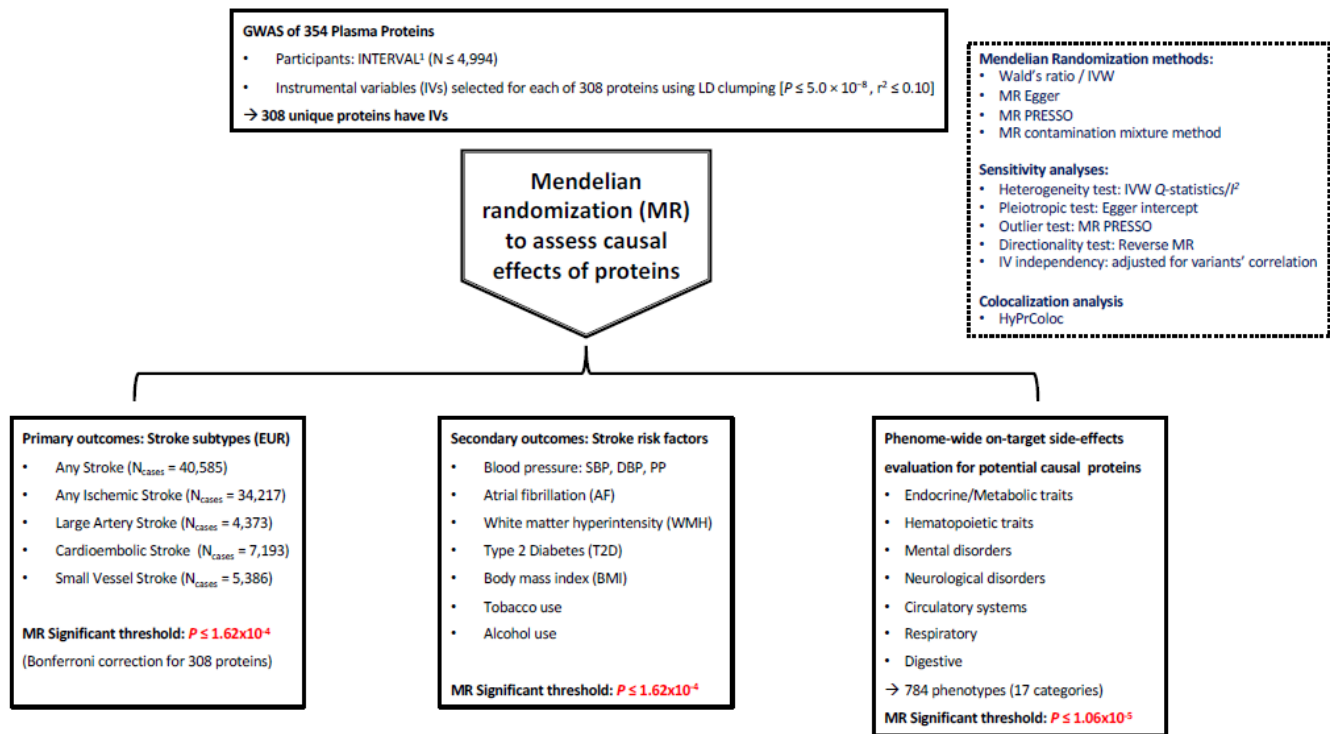 GWAS of 354 Plasma Proteins
• Participants: INTERVAL¹ (N ≤ 4,994)
• Instrumental variables (IVs) selected for each of 308 proteins using LD clumping [P ≤ 5.0 × 10⁻⁸ , r² ≤ 0.10]
→ 308 unique proteins have IVs
Mendelian Randomization methods:
• Wald's ratio / IVW
• MR Egger
• MR PRESSO
• MR contamination mixture method
Sensitivity analyses:
• Heterogeneity test: IVW Q-statistics/I²
• Pleiotropic test: Egger intercept
• Outlier test: MR PRESSO
• Directionality test: Reverse MR
• IV independency: adjusted for variants' correlation
Colocalization analysis
• HyPrColoc
Mendelian
randomization (MR)
to assess causal
effects of proteins
Primary outcomes: Stroke subtypes (EUR)
• Any Stroke (Ncases = 40,585)
• Any Ischemic Stroke (Ncases = 34,217)
• Large Artery Stroke (Ncases = 4,373)
• Cardioembolic Stroke (Ncases = 7,193)
• Small Vessel Stroke (Ncases = 5,386)
MR Significant threshold: P ≤ 1.62x10⁻⁴
(Bonferroni correction for 308 proteins)
Secondary outcomes: Stroke risk factors
• Blood pressure: SBP, DBP, PP
• Atrial fibrillation (AF)
• White matter hyperintensity (WMH)
• Type 2 Diabetes (T2D)
• Body mass index (BMI)
• Tobacco use
• Alcohol use
MR Significant threshold: P ≤ 1.62x10⁻⁴
Phenome-wide on-target side-effects
evaluation for potential causal proteins
• Endocrine/Metabolic traits
• Hematopoietic traits
• Mental disorders
• Neurological disorders
• Circulatory systems
• Respiratory
• Digestive
→ 784 phenotypes (17 categories)
MR Significant threshold: P ≤ 1.06x10⁻⁵